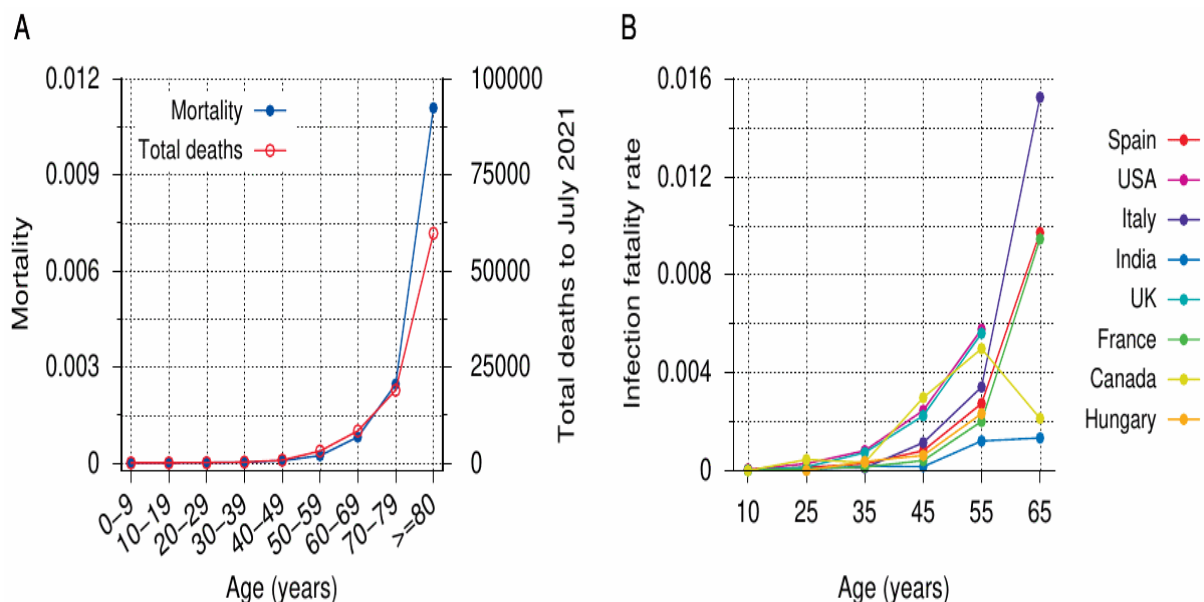 A
Mortality
0.012
0.009
0.006
0.003
0
Mortality
Total deaths
100000
75000
50000
25000
0
Total deaths to July 2021
0–9
10–19
20–29
30–39
40–49
50–59
60–69
70–79
>=80
Age (years)
B
Infection fatality rate
0.016
0.012
0.008
0.004
0
10 25 35 45 55 65
Age (years)
Spain
USA
Italy
India
UK
France
Canada
Hungary